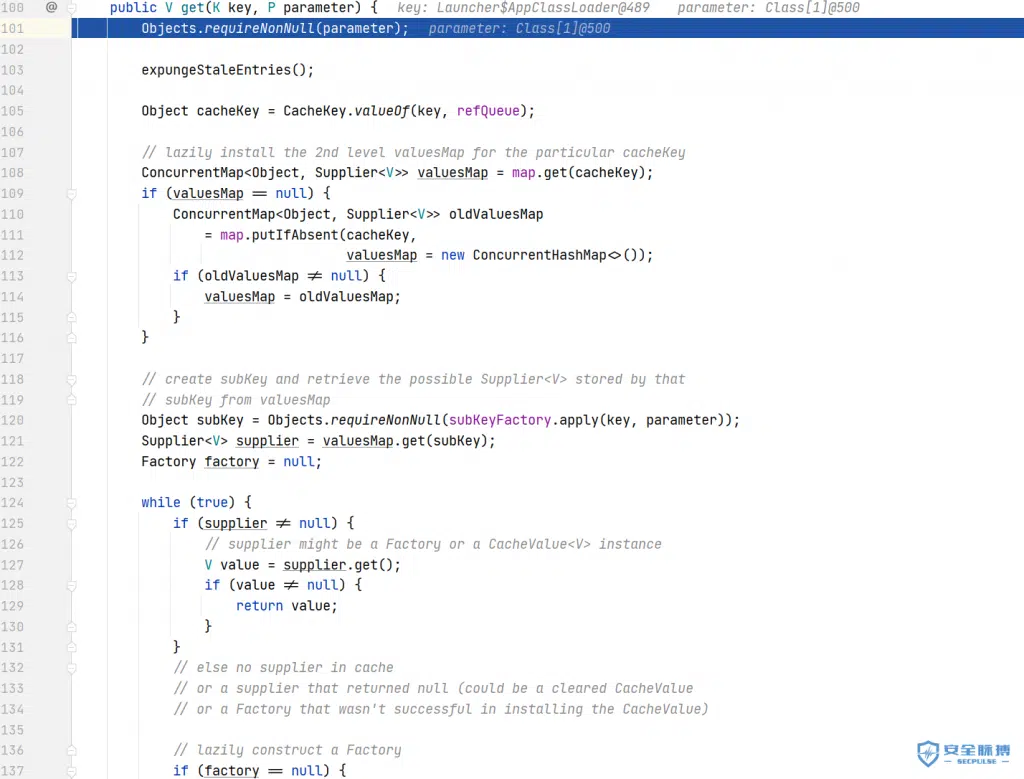 100 @ public V get(K key, P parameter) { key: Launcher$AppClassLoader@489 parameter: Class[1]@500
101 Objects.requireNonNull(parameter); parameter: Class[1]@500
102
103 expungeStaleEntries();
104
105 Object cacheKey = CacheKey.valueOf(key, refQueue);
106
107 // lazily install the 2nd level valuesMap for the particular cacheKey
108 ConcurrentMap<Object, Supplier<V>> valuesMap = map.get(cacheKey);
109 if (valuesMap == null) {
110 ConcurrentMap<Object, Supplier<V>> oldValuesMap
111 = map.putIfAbsent(cacheKey,
112 valuesMap = new ConcurrentHashMap<>());
113 if (oldValuesMap ≠ null) {
114 valuesMap = oldValuesMap;
115 }
116 }
117
118 // create subKey and retrieve the possible Supplier<V> stored by that
119 // subKey from valuesMap
120 Object subKey = Objects.requireNonNull(subKeyFactory.apply(key, parameter));
121 Supplier<V> supplier = valuesMap.get(subKey);
122 Factory factory = null;
123
124 while (true) {
125 if (supplier ≠ null) {
126 // supplier might be a Factory or a CacheValue<V> instance
127 V value = supplier.get();
128 if (value ≠ null) {
129 return value;
130 }
131 }
132 // else no supplier in cache
133 // or a supplier that returned null (could be a cleared CacheValue
134 // or a Factory that wasn't successful in installing the CacheValue)
135
136 // lazily construct a Factory
137 if (factory == null) {
安全脉搏
SECPULSE